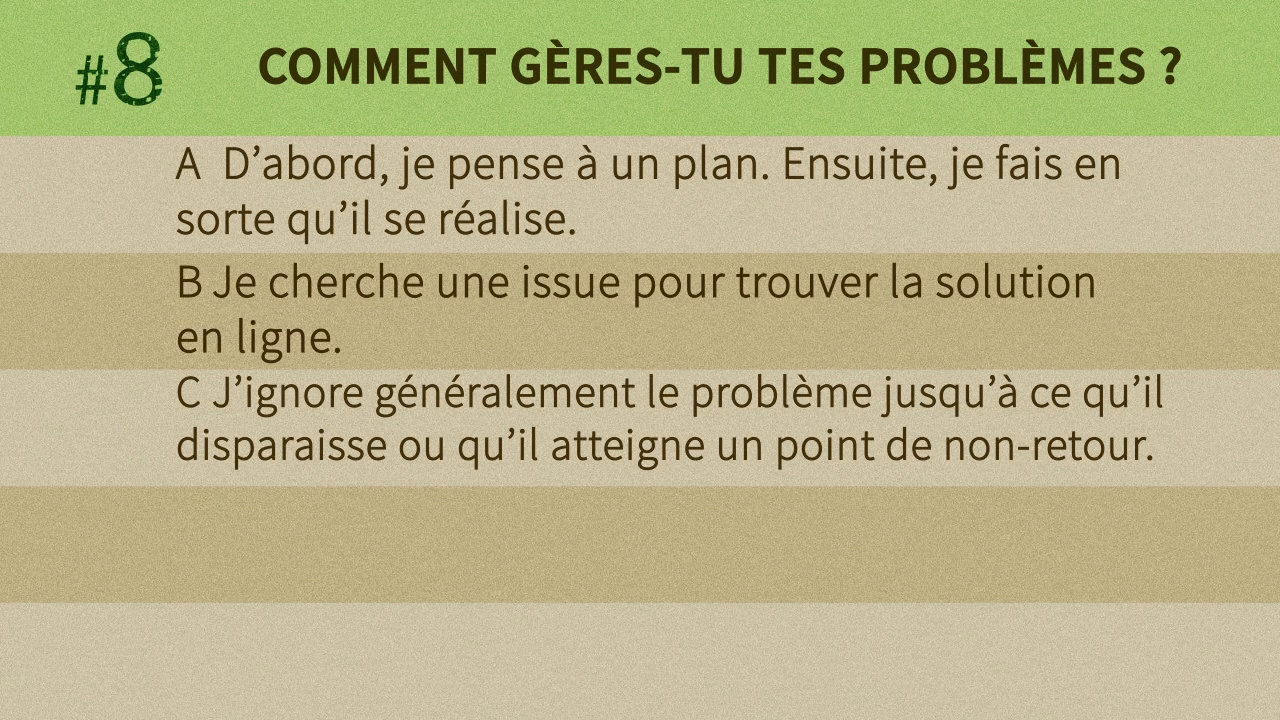 #8 COMMENT GÈRES-TU TES PROBLÈMES ?
A D’abord, je pense à un plan. Ensuite, je fais en
sorte qu’il se réalise.
B Je cherche une issue pour trouver la solution
en ligne.
C J’ignore généralement le problème jusqu’à ce qu’il
disparaisse ou qu’il atteigne un point de non-retour.